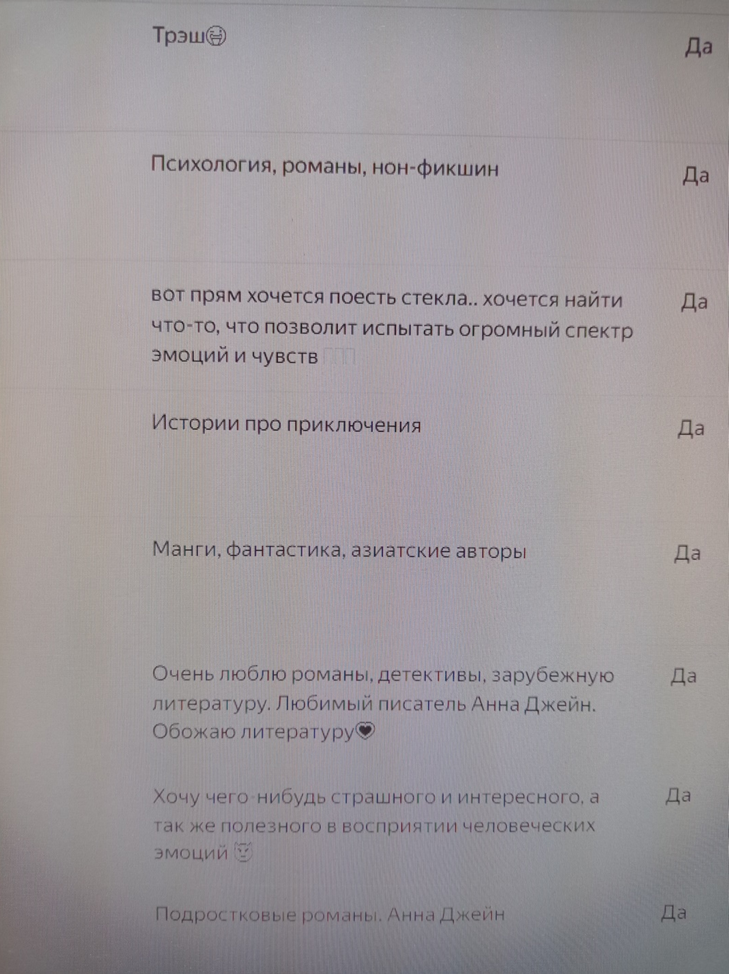 Трэш😆 Да
Психология, романы, нон-фикшин Да
вот прям хочется поесть стекла.. хочется найти Да
что-то, что позволит испытать огромный спектр
эмоций и чувств
Истории про приключения Да
Манги, фантастика, азиатские авторы Да
Очень люблю романы, детективы, зарубежную Да
литературу. Любимый писатель Анна Джейн.
Обожаю литературу💗
Хочу чего-нибудь страшного и интересного, а Да
так же полезного в восприятии человеческих
эмоций 😈
Подростковые романы. Анна Джейн Да